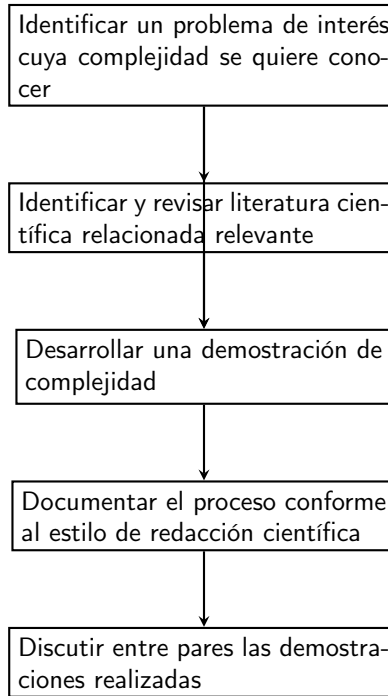 Identificar un problema de interés
cuya complejidad se quiere cono-
cer
Identificar y revisar literatura cien-
tífica relacionada relevante
Desarrollar una demostración de
complejidad
Documentar el proceso conforme
al estilo de redacción científica
Discutir entre pares las demostra-
ciones realizadas